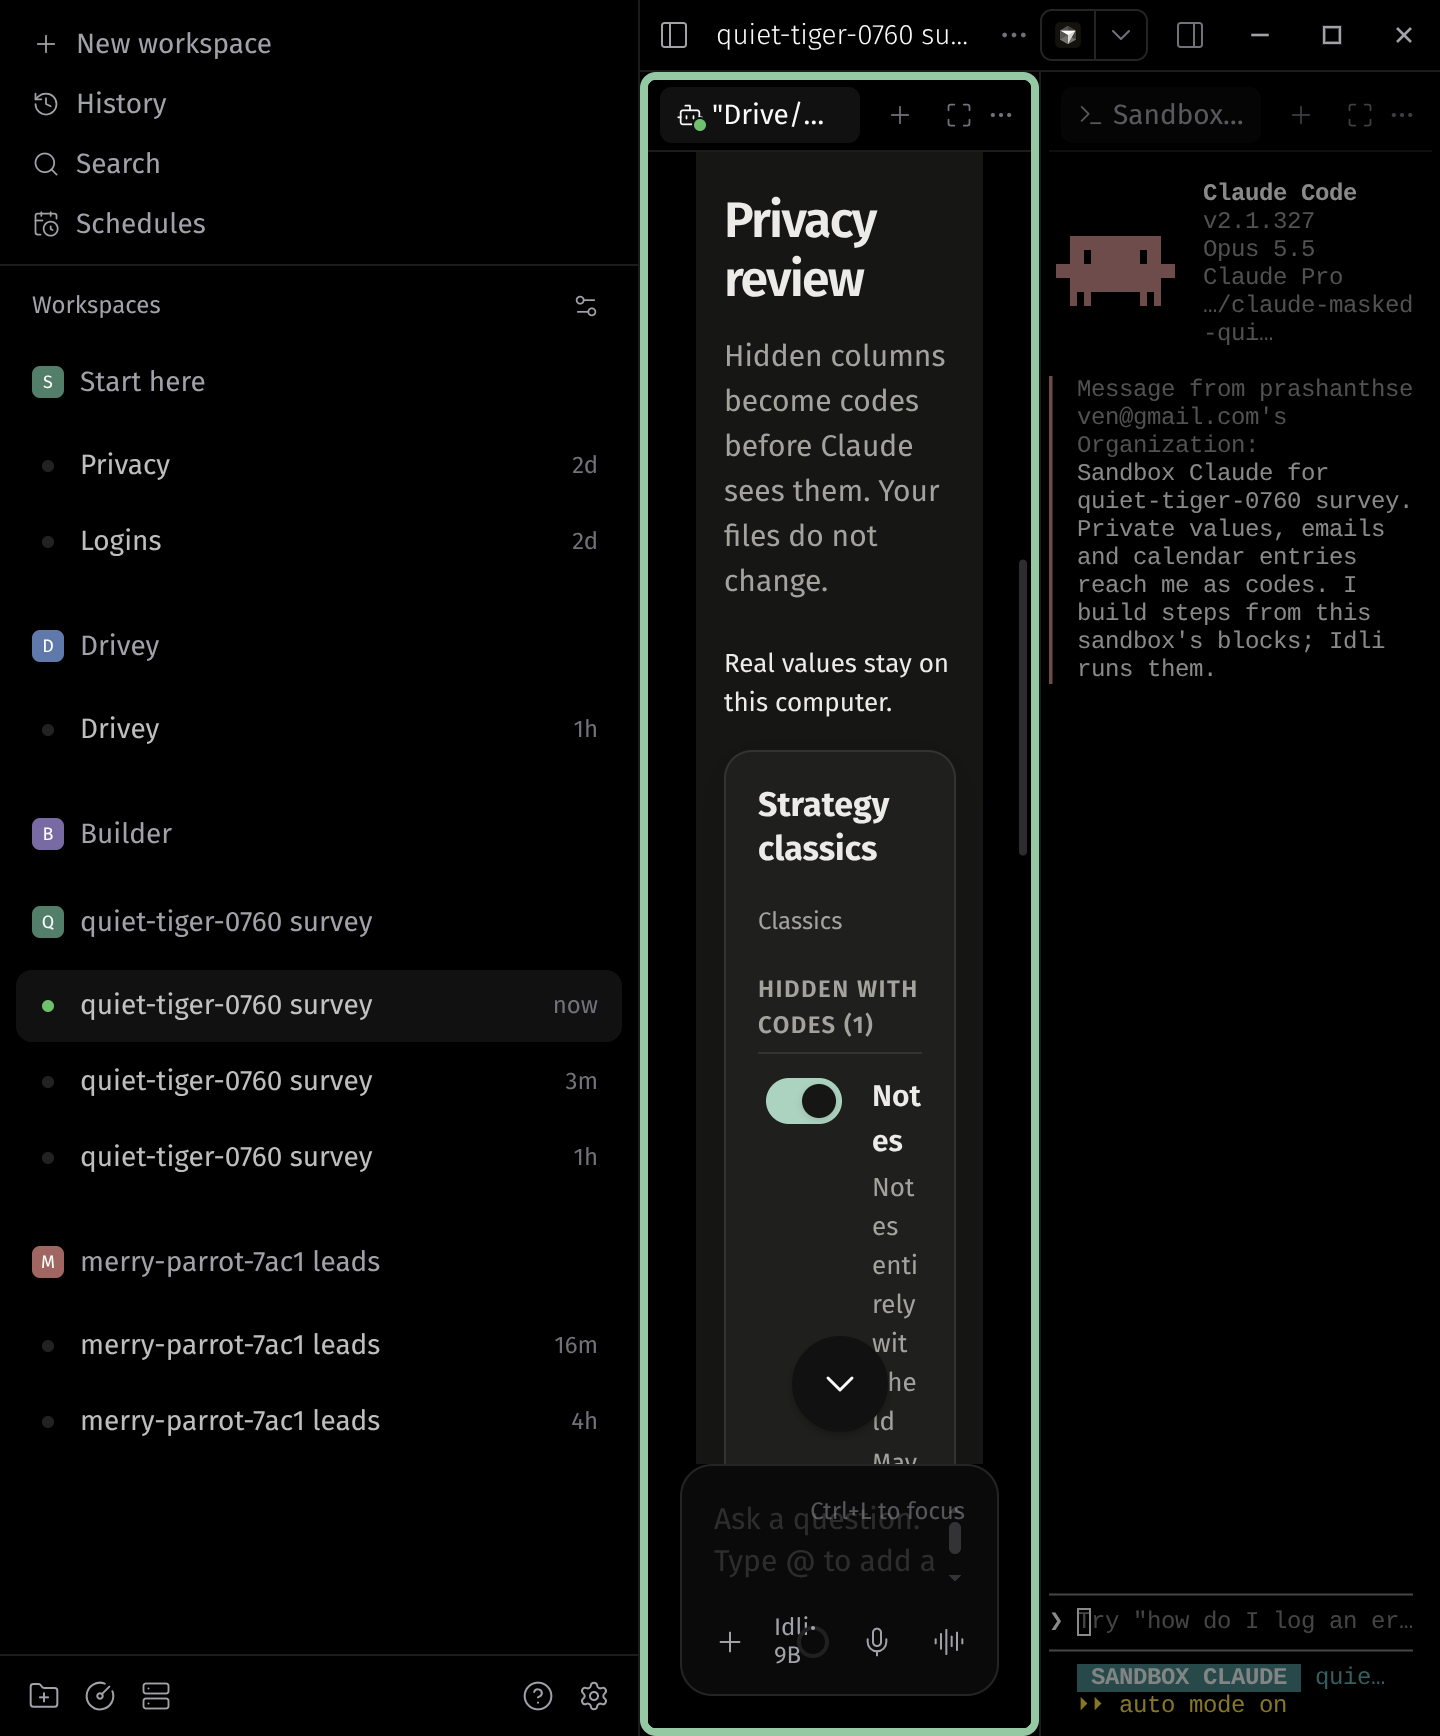 New workspace
History
Search
Schedules
Workspaces
S Start here
Privacy 2d
Logins 2d
D Drivey
Drivey 1h
B Builder
Q quiet-tiger-0760 survey
quiet-tiger-0760 survey now
quiet-tiger-0760 survey 3m
quiet-tiger-0760 survey 1h
M merry-parrot-7ac1 leads
merry-parrot-7ac1 leads 16m
merry-parrot-7ac1 leads 4h
quiet-tiger-0760 su...
"Drive/...
Privacy
review
Hidden columns
become codes
before Claude
sees them. Your
files do not
change.
Real values stay on
this computer.
Strategy
classics
Classics
HIDDEN WITH
CODES (1)
Not
es
Not
es
enti
rely
wit
he
ld
May
Ctrl+L to focus
Ask a question.
Type @ to add a
Idli·
9B
Sandbox...
Claude Code
v2.1.327
Opus 5.5
Claude Pro
…/claude-masked
-qui…
Message from prashanthse
ven@gmail.com's
Organization:
Sandbox Claude for
quiet-tiger-0760 survey.
Private values, emails
and calendar entries
reach me as codes. I
build steps from this
sandbox's blocks; Idli
runs them.
❯ Try "how do I log an er…
SANDBOX CLAUDE quie…
auto mode on